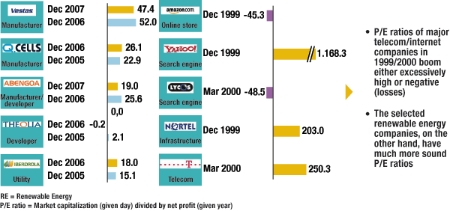 Vestas
Manufacturer
Dec 2007 47.4
Dec 2006 52.0
Q CELLS
Manufacturer
Dec 2006 26.1
Dec 2005 22.9
ABENGOA
Manufacturer/
developer
Dec 2007 19.0
Dec 2006 25.6
0,0
THEOLIA
Developer
Dec 2006 -0.2
Dec 2005 2.1
IBERDROLA
Utility
Dec 2006 18.0
Dec 2005 15.1
amazon.com
Online store
Dec 1999 -45.3
YAHOO!
Search engine
Dec 1999 1.168.3
LYCOS
Search engine
Mar 2000 -48.5
NORTEL
Infrastructure
Dec 1999 203.0
T
Telecom
Mar 2000 250.3
• P/E ratios of major
telecom/internet
companies in
1999/2000 boom
either excessively
high or negative
(losses)
• The selected
renewable energy
companies, on the
other hand, have
much more sound
P/E ratios
RE = Renewable Energy
P/E ratio = Market capitalization (given day) divided by net profit (given year)